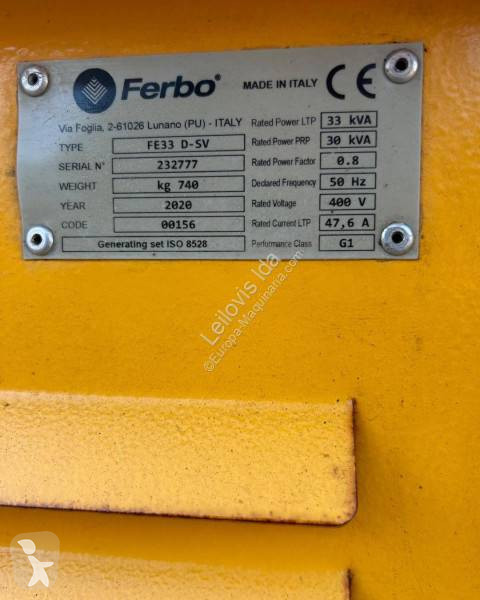 Ferbo®
MADE IN ITALY CE
Via Foglia, 2-61026 Lunano (PU) - ITALY
TYPE FE33 D-SV
SERIAL N° 232777
WEIGHT kg 740
YEAR 2020
CODE 00156
Generating set ISO 8528
Rated Power LTP 33 kVA
Rated Power PRP 30 kVA
Rated Power Factor 0.8
Declared Frequency 50 Hz
Rated Voltage 400 V
Rated Current LTP 47,6 A
Performance Class G1
Leilovis lda
©Europa-Maquinaria.com